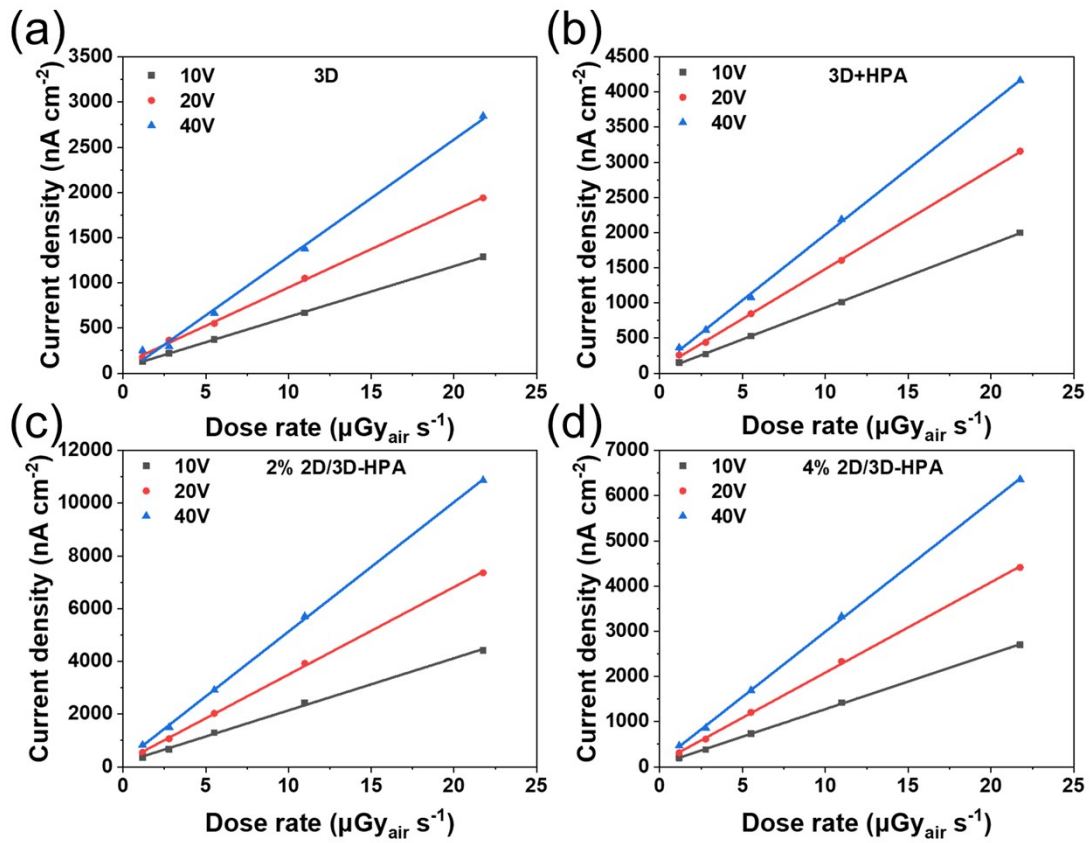 (a)
3D
10V
20V
40V
3500
3000
2500
2000
1500
1000
500
0
0 5 10 15 20 25
Current density (nA cm⁻²)
Dose rate (μGyair s⁻¹)
(b)
3D+HPA
10V
20V
40V
4500
4000
3500
3000
2500
2000
1500
1000
500
0
0 5 10 15 20 25
Current density (nA cm⁻²)
Dose rate (μGyair s⁻¹)
(c)
2% 2D/3D-HPA
10V
20V
40V
12000
10000
8000
6000
4000
2000
0
0 5 10 15 20 25
Current density (nA cm⁻²)
Dose rate (μGyair s⁻¹)
(d)
4% 2D/3D-HPA
10V
20V
40V
7000
6000
5000
4000
3000
2000
1000
0
0 5 10 15 20 25
Current density (nA cm⁻²)
Dose rate (μGyair s⁻¹)